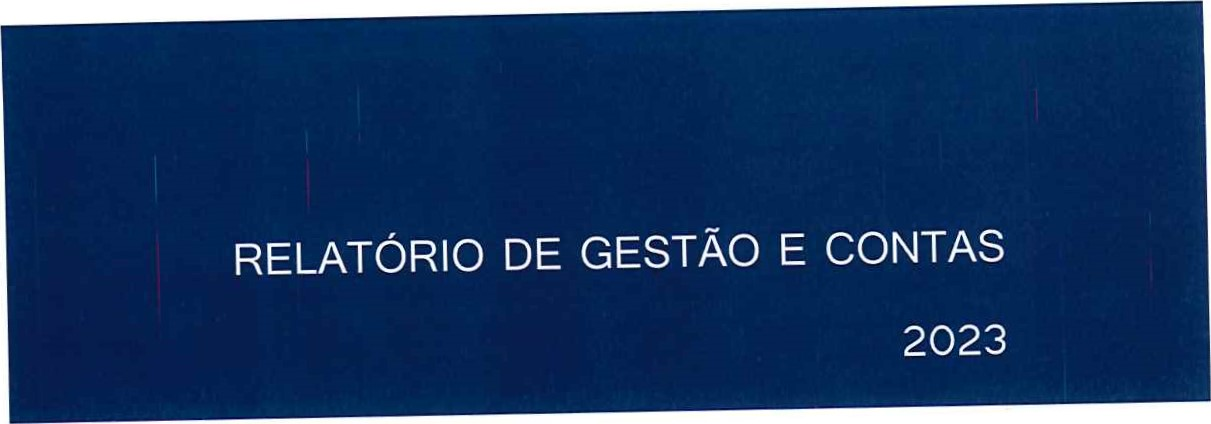 RELATÓRIO DE GESTÃO E CONTAS
2023